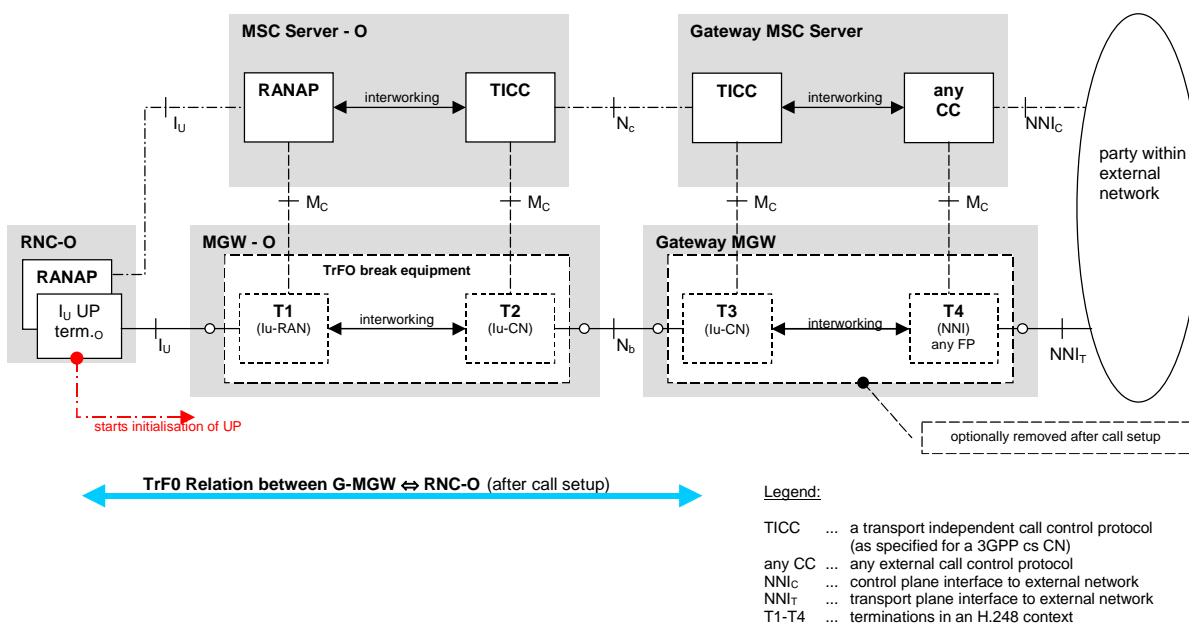 MSC Server - O
Gateway MSC Server
RANAP
interworking
TICC
TICC
interworking
any
CC
IU
Nc
NNIC
party within
external
network
MC
MC
MC
MC
RNC-O
MGW - O
Gateway MGW
RANAP
TrFO break equipment
IU UP
term.O
T1
(Iu-RAN)
interworking
T2
(Iu-CN)
T3
(Iu-CN)
interworking
T4
(NNI)
any FP
IU
Nb
NNIT
starts initialisation of UP
optionally removed after call setup
TrF0 Relation between G-MGW ⇔ RNC-O (after call setup)
Legend:
TICC ... a transport independent call control protocol
(as specified for a 3GPP cs CN)
any CC ... any external call control protocol
NNIC ... control plane interface to external network
NNIT ... transport plane interface to external network
T1-T4 ... terminations in an H.248 context